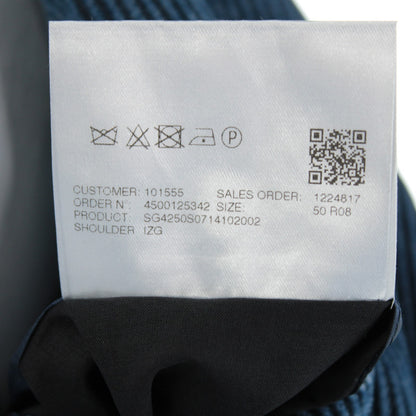 P
CUSTOMER: 101555 SALES ORDER: 1224817
ORDER N°: 4500125342 SIZE: 50 R08
PRODUCT: SG4250S0714102002
SHOULDER IZG